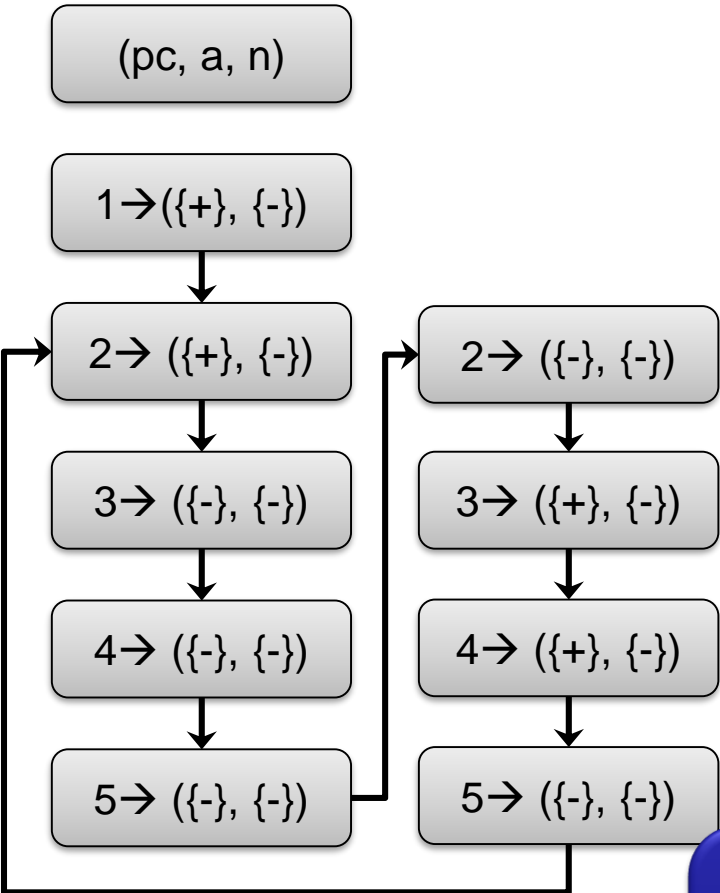 (pc, a, n)
1→({+}, {-})
2→ ({+}, {-})
3→ ({-}, {-})
4→ ({-}, {-})
5→ ({-}, {-})
2→ ({-}, {-})
3→ ({+}, {-})
4→ ({+}, {-})
5→ ({-}, {-})